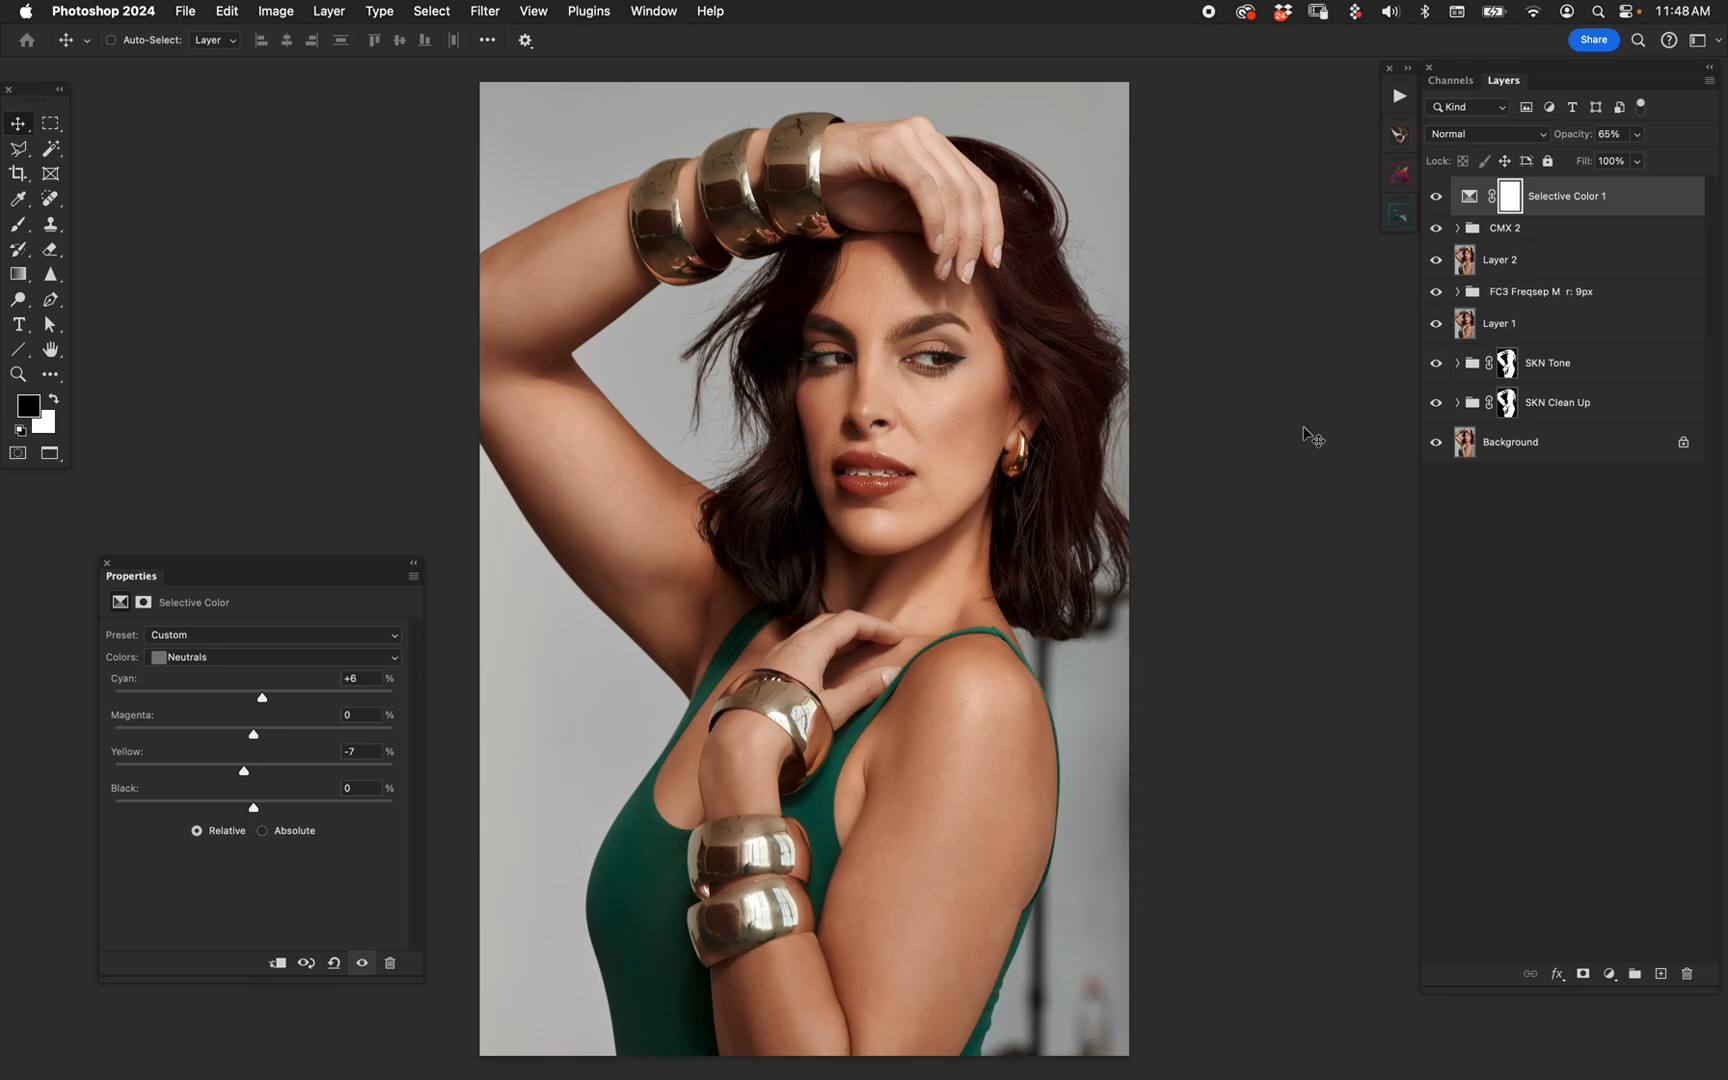 Photoshop 2024 File Edit Image Layer Type Select Filter View Plugins Window Help 24 11:48 AM
Auto-Select: Layer Share
Channels Layers
Kind
Normal Opacity: 65%
Lock: Fill: 100%
Selective Color 1
CMX 2
Layer 2
FC3 Freqsep M r: 9px
Layer 1
SKN Tone
SKN Clean Up
Background
Properties
Selective Color
Preset: Custom
Colors: Neutrals
Cyan: +6 %
Magenta: 0 %
Yellow: -7 %
Black: 0 %
Relative Absolute